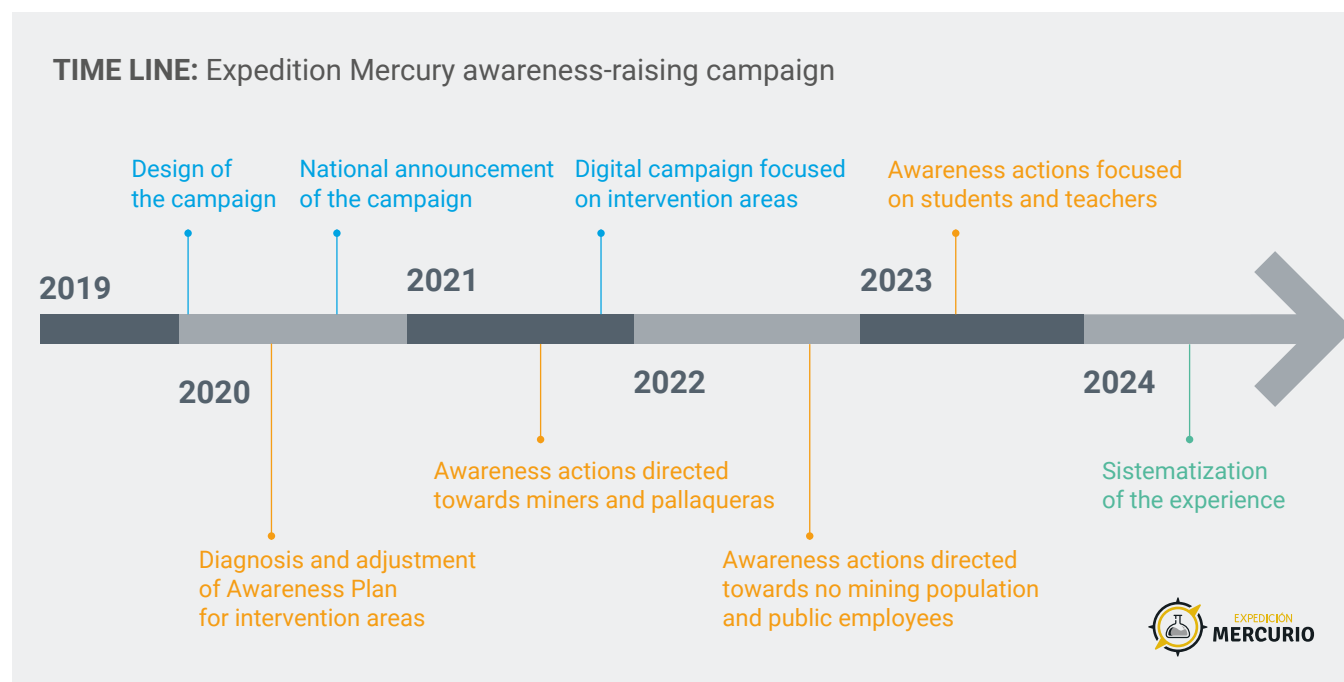 TIME LINE: Expedition Mercury awareness-raising campaign
Design of
the campaign
National announcement
of the campaign
Digital campaign focused
on intervention areas
Awareness actions focused
on students and teachers
2019
2021
2023
2020
2022
2024
Awareness actions directed
towards miners and pallaqueras
Sistematization
of the experience
Diagnosis and adjustment
of Awareness Plan
for intervention areas
Awareness actions directed
towards no mining population
and public employees
EXPEDICIÓN
MERCURIO